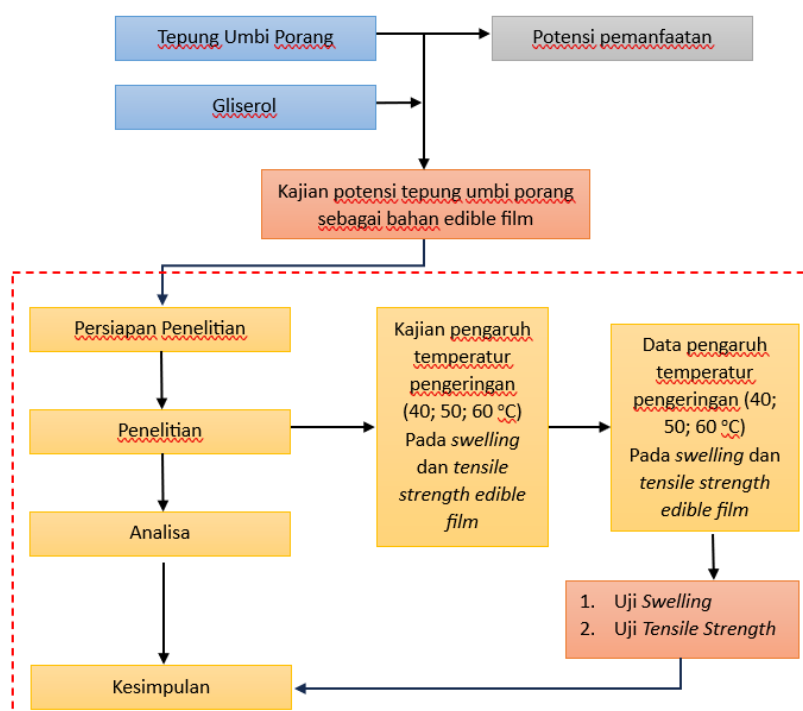 Tepung Umbi Porang
Potensi pemanfaatan
Gliserol
Kajian potensi tepung umbi porang
sebagai bahan edible film
Persiapan Penelitian
Penelitian
Analisa
Kesimpulan
Kajian pengaruh
temperatur
pengeringan
(40; 50; 60 °C)
Pada swelling
dan tensile
strength edible
film
Data pengaruh
temperatur
pengeringan (40;
50; 60 °C)
Pada swelling dan
tensile strength
edible film
1. Uji Swelling
2. Uji Tensile Strength